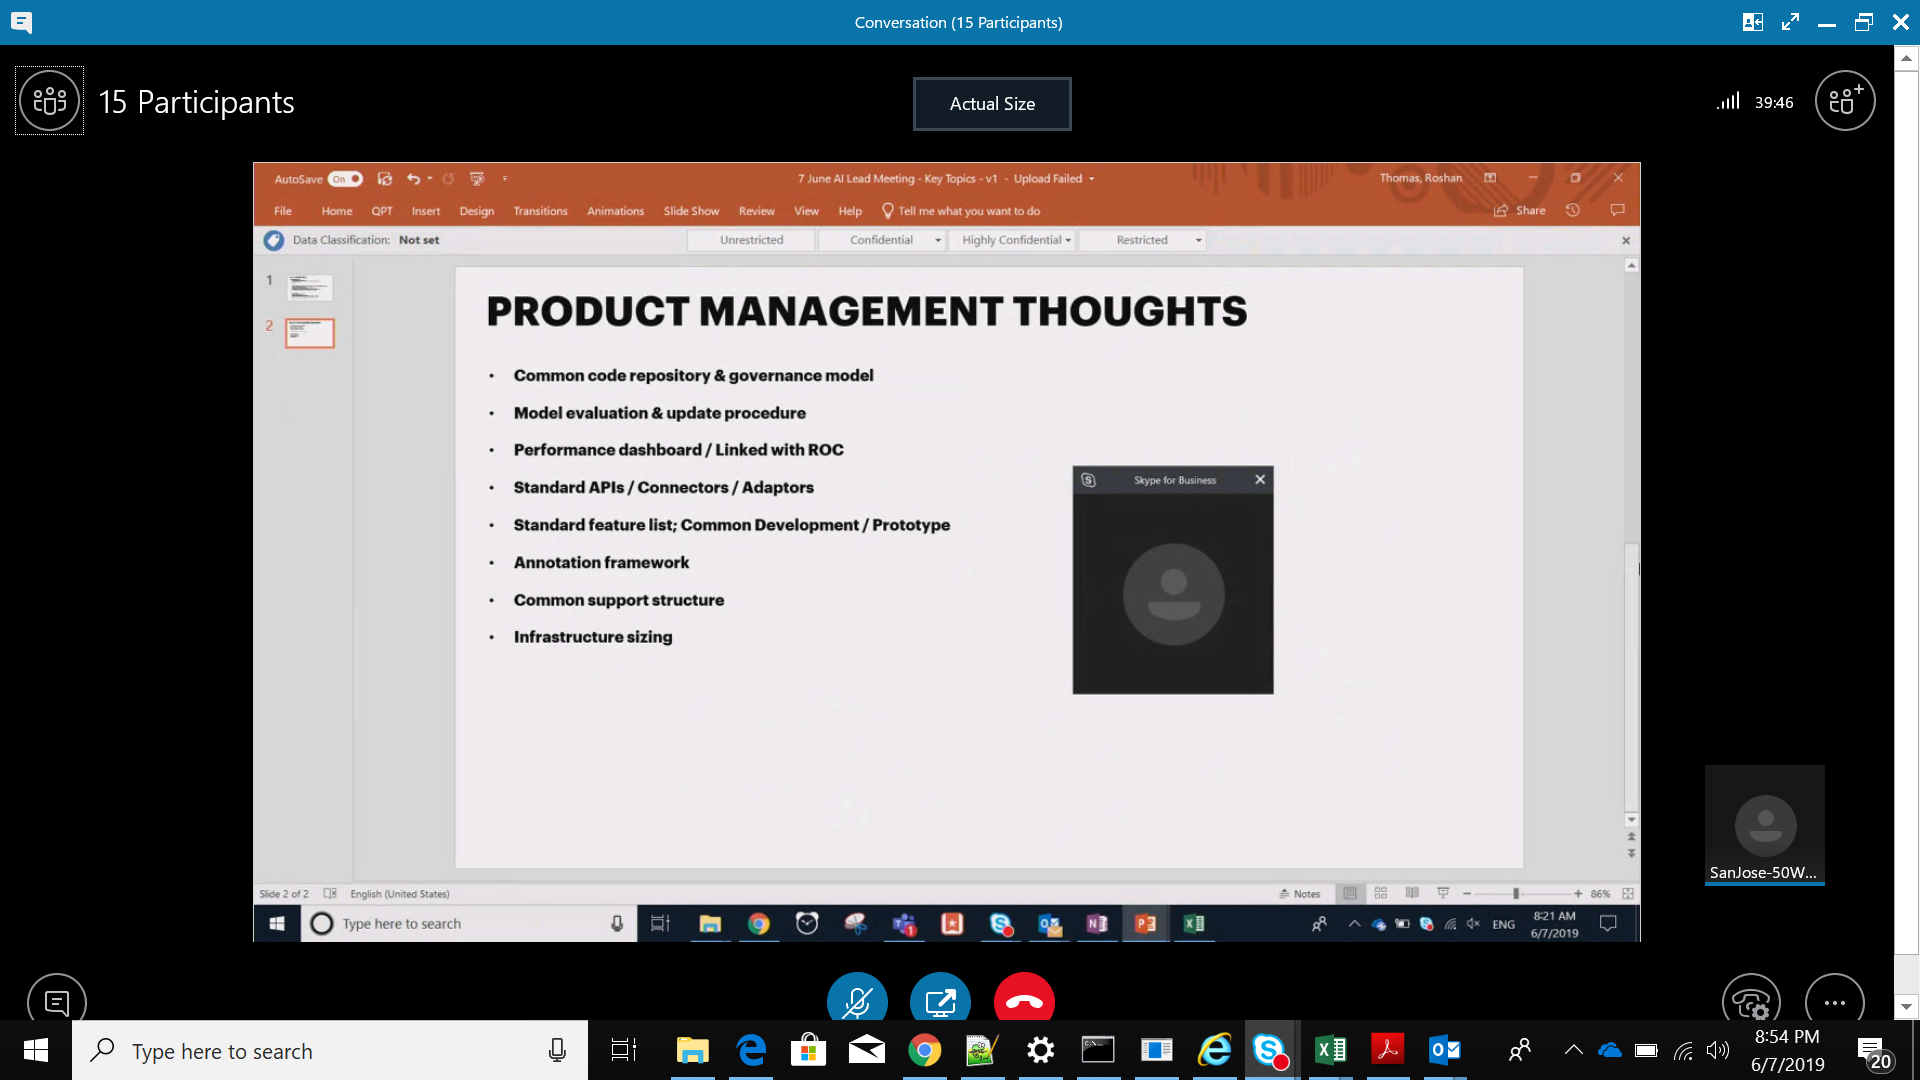 Conversation (15 Participants)
15 Participants
Actual Size
39:46
AutoSave On
7 June AI Lead Meeting - Key Topics - v1 - Upload Failed
Thomas, Roshan
File Home QPT Insert Design Transitions Animations Slide Show Review View Help Tell me what you want to do Share
Data Classification: Not set Unrestricted Confidential Highly Confidential Restricted
1
2
PRODUCT MANAGEMENT THOUGHTS
• Common code repository & governance model
• Model evaluation & update procedure
• Performance dashboard / Linked with ROC
• Standard APIs / Connectors / Adaptors
• Standard feature list; Common Development / Prototype
• Annotation framework
• Common support structure
• Infrastructure sizing
Skype for Business
SanJose-50W...
Slide 2 of 2 English (United States) Notes 86%
Type here to search
ENG
8:21 AM
6/7/2019
Type here to search
8:54 PM
6/7/2019
20